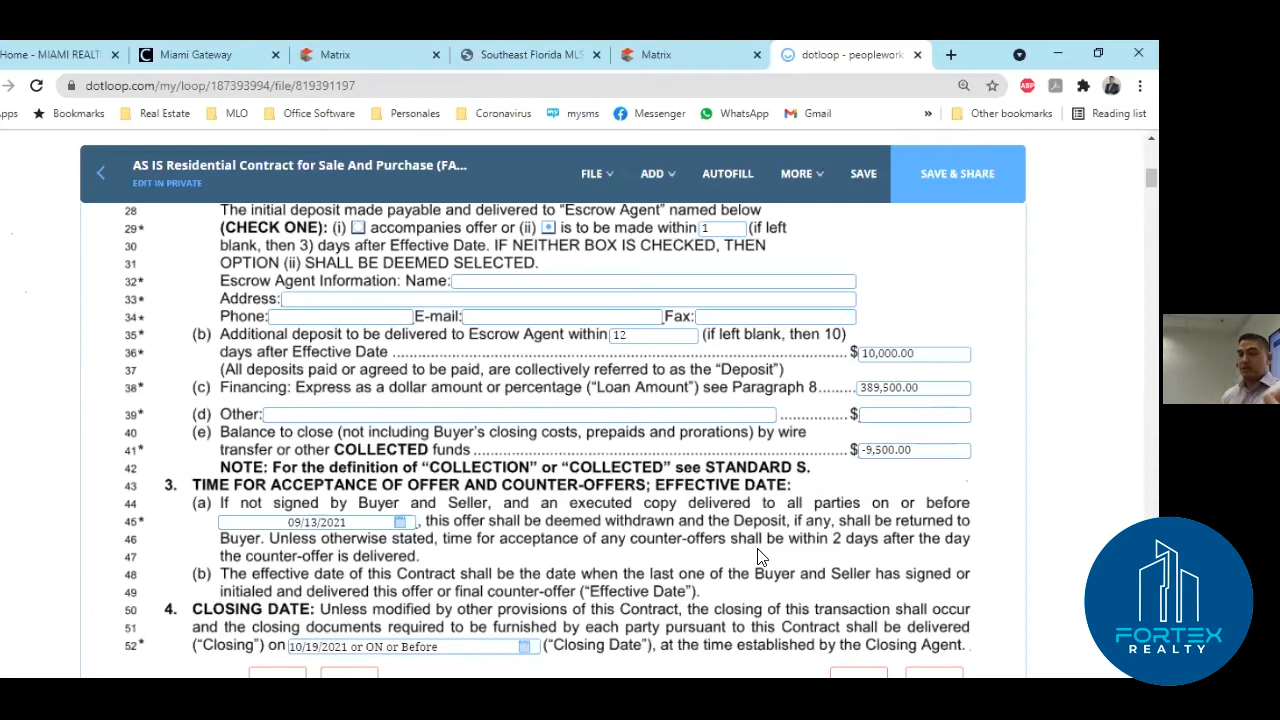 Home - MIAMI REALT
Miami Gateway
Matrix
Southeast Florida MLS
Matrix
dotloop - peoplework
dotloop.com/my/loop/187393994/file/819391197
ABP
Apps
Bookmarks
Real Estate
MLO
Office Software
Personales
Coronavirus
mysms
Messenger
WhatsApp
Gmail
»
Other bookmarks
Reading list
AS IS Residential Contract for Sale And Purchase (FA...
EDIT IN PRIVATE
FILE
ADD
AUTOFILL
MORE
SAVE
SAVE & SHARE
28 The initial deposit made payable and delivered to “Escrow Agent” named below
29* (CHECK ONE): (i) accompanies offer or (ii) is to be made within 1 (if left
30 blank, then 3) days after Effective Date. IF NEITHER BOX IS CHECKED, THEN
31 OPTION (ii) SHALL BE DEEMED SELECTED.
32* Escrow Agent Information: Name:
33* Address:
34* Phone: E-mail: Fax:
35* (b) Additional deposit to be delivered to Escrow Agent within 12 (if left blank, then 10)
36* days after Effective Date ........ $ 10,000.00
37 (All deposits paid or agreed to be paid, are collectively referred to as the “Deposit”)
38* (c) Financing: Express as a dollar amount or percentage (“Loan Amount”) see Paragraph 8........ 389,500.00
39* (d) Other: ............... $
40 (e) Balance to close (not including Buyer’s closing costs, prepaids and prorations) by wire
41* transfer or other COLLECTED funds ........ $ -9,500.00
42 NOTE: For the definition of “COLLECTION” or “COLLECTED” see STANDARD S.
43 3. TIME FOR ACCEPTANCE OF OFFER AND COUNTER-OFFERS; EFFECTIVE DATE:
44 (a) If not signed by Buyer and Seller, and an executed copy delivered to all parties on or before
45* 09/13/2021 , this offer shall be deemed withdrawn and the Deposit, if any, shall be returned to
46 Buyer. Unless otherwise stated, time for acceptance of any counter-offers shall be within 2 days after the day
47 the counter-offer is delivered.
48 (b) The effective date of this Contract shall be the date when the last one of the Buyer and Seller has signed or
49 initialed and delivered this offer or final counter-offer (“Effective Date”).
50 4. CLOSING DATE: Unless modified by other provisions of this Contract, the closing of this transaction shall occur
51 and the closing documents required to be furnished by each party pursuant to this Contract shall be delivered
52* (“Closing”) on 10/19/2021 or ON or Before (“Closing Date”), at the time established by the Closing Agent.
FORTEX
REALTY